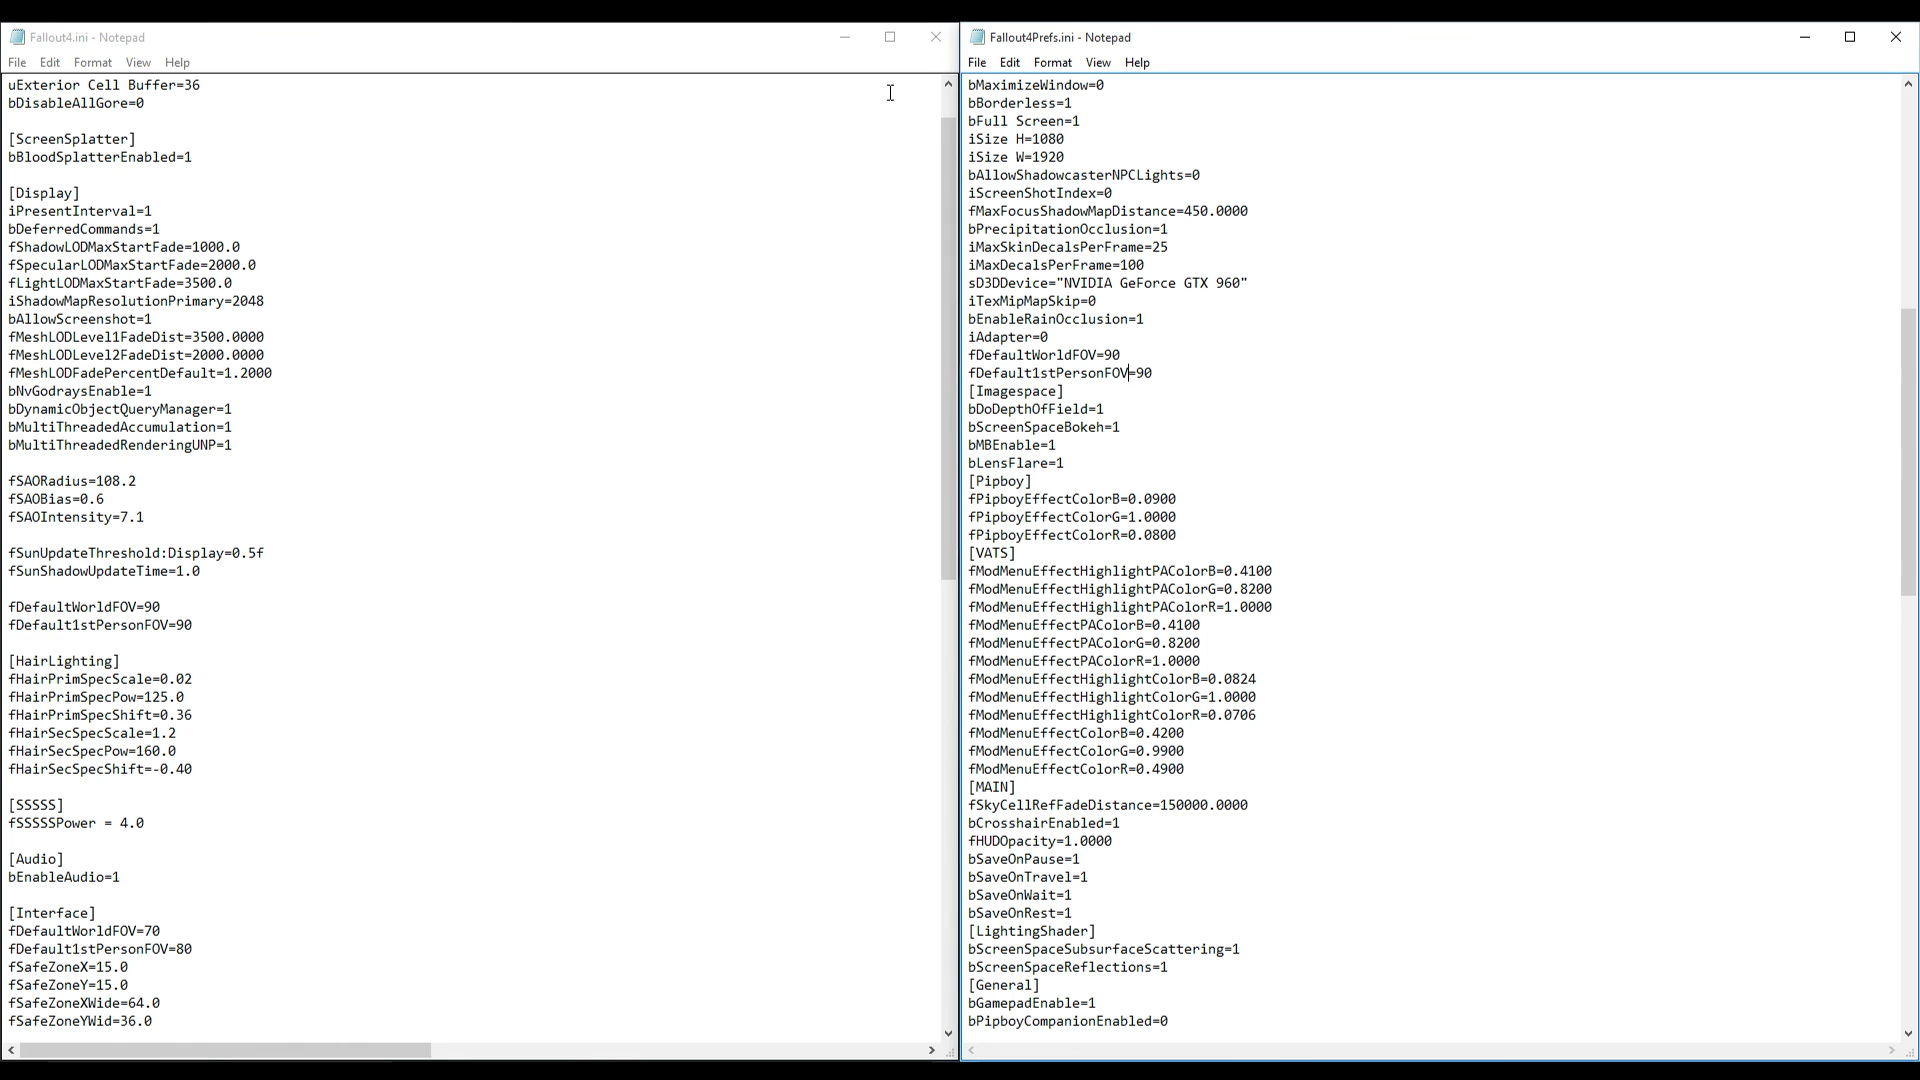 Fallout4.ini - Notepad
File Edit Format View Help
uExterior Cell Buffer=36
bDisableAllGore=0
[ScreenSplatter]
bBloodSplatterEnabled=1
[Display]
iPresentInterval=1
bDeferredCommands=1
fShadowLODMaxStartFade=1000.0
fSpecularLODMaxStartFade=2000.0
fLightLODMaxStartFade=3500.0
iShadowMapResolutionPrimary=2048
bAllowScreenshot=1
fMeshLODLevel1FadeDist=3500.0000
fMeshLODLevel2FadeDist=2000.0000
fMeshLODFadePercentDefault=1.2000
bNvGodraysEnable=1
bDynamicObjectQueryManager=1
bMultiThreadedAccumulation=1
bMultiThreadedRenderingUNP=1
fSAORadius=108.2
fSAOBias=0.6
fSAOIntensity=7.1
fSunUpdateThreshold:Display=0.5f
fSunShadowUpdateTime=1.0
fDefaultWorldFOV=90
fDefault1stPersonFOV=90
[HairLighting]
fHairPrimSpecScale=0.02
fHairPrimSpecPow=125.0
fHairPrimSpecShift=0.36
fHairSecSpecScale=1.2
fHairSecSpecPow=160.0
fHairSecSpecShift=-0.40
[SSSSS]
fSSSSSPower = 4.0
[Audio]
bEnableAudio=1
[Interface]
fDefaultWorldFOV=70
fDefault1stPersonFOV=80
fSafeZoneX=15.0
fSafeZoneY=15.0
fSafeZoneXWide=64.0
fSafeZoneYWid=36.0
Fallout4Prefs.ini - Notepad
File Edit Format View Help
bMaximizeWindow=0
bBorderless=1
bFull Screen=1
iSize H=1080
iSize W=1920
bAllowShadowcasterNPCLights=0
iScreenShotIndex=0
fMaxFocusShadowMapDistance=450.0000
bPrecipitationOcclusion=1
iMaxSkinDecalsPerFrame=25
iMaxDecalsPerFrame=100
sD3DDevice="NVIDIA GeForce GTX 960"
iTexMipMapSkip=0
bEnableRainOcclusion=1
iAdapter=0
fDefaultWorldFOV=90
fDefault1stPersonFOV=90
[Imagespace]
bDoDepthOfField=1
bScreenSpaceBokeh=1
bMBEnable=1
bLensFlare=1
[Pipboy]
fPipboyEffectColorB=0.0900
fPipboyEffectColorG=1.0000
fPipboyEffectColorR=0.0800
[VATS]
fModMenuEffectHighlightPAColorB=0.4100
fModMenuEffectHighlightPAColorG=0.8200
fModMenuEffectHighlightPAColorR=1.0000
fModMenuEffectPAColorB=0.4100
fModMenuEffectPAColorG=0.8200
fModMenuEffectPAColorR=1.0000
fModMenuEffectHighlightColorB=0.0824
fModMenuEffectHighlightColorG=1.0000
fModMenuEffectHighlightColorR=0.0706
fModMenuEffectColorB=0.4200
fModMenuEffectColorG=0.9900
fModMenuEffectColorR=0.4900
[MAIN]
fSkyCellRefFadeDistance=150000.0000
bCrosshairEnabled=1
fHUDOpacity=1.0000
bSaveOnPause=1
bSaveOnTravel=1
bSaveOnWait=1
bSaveOnRest=1
[LightingShader]
bScreenSpaceSubsurfaceScattering=1
bScreenSpaceReflections=1
[General]
bGamepadEnable=1
bPipboyCompanionEnabled=0